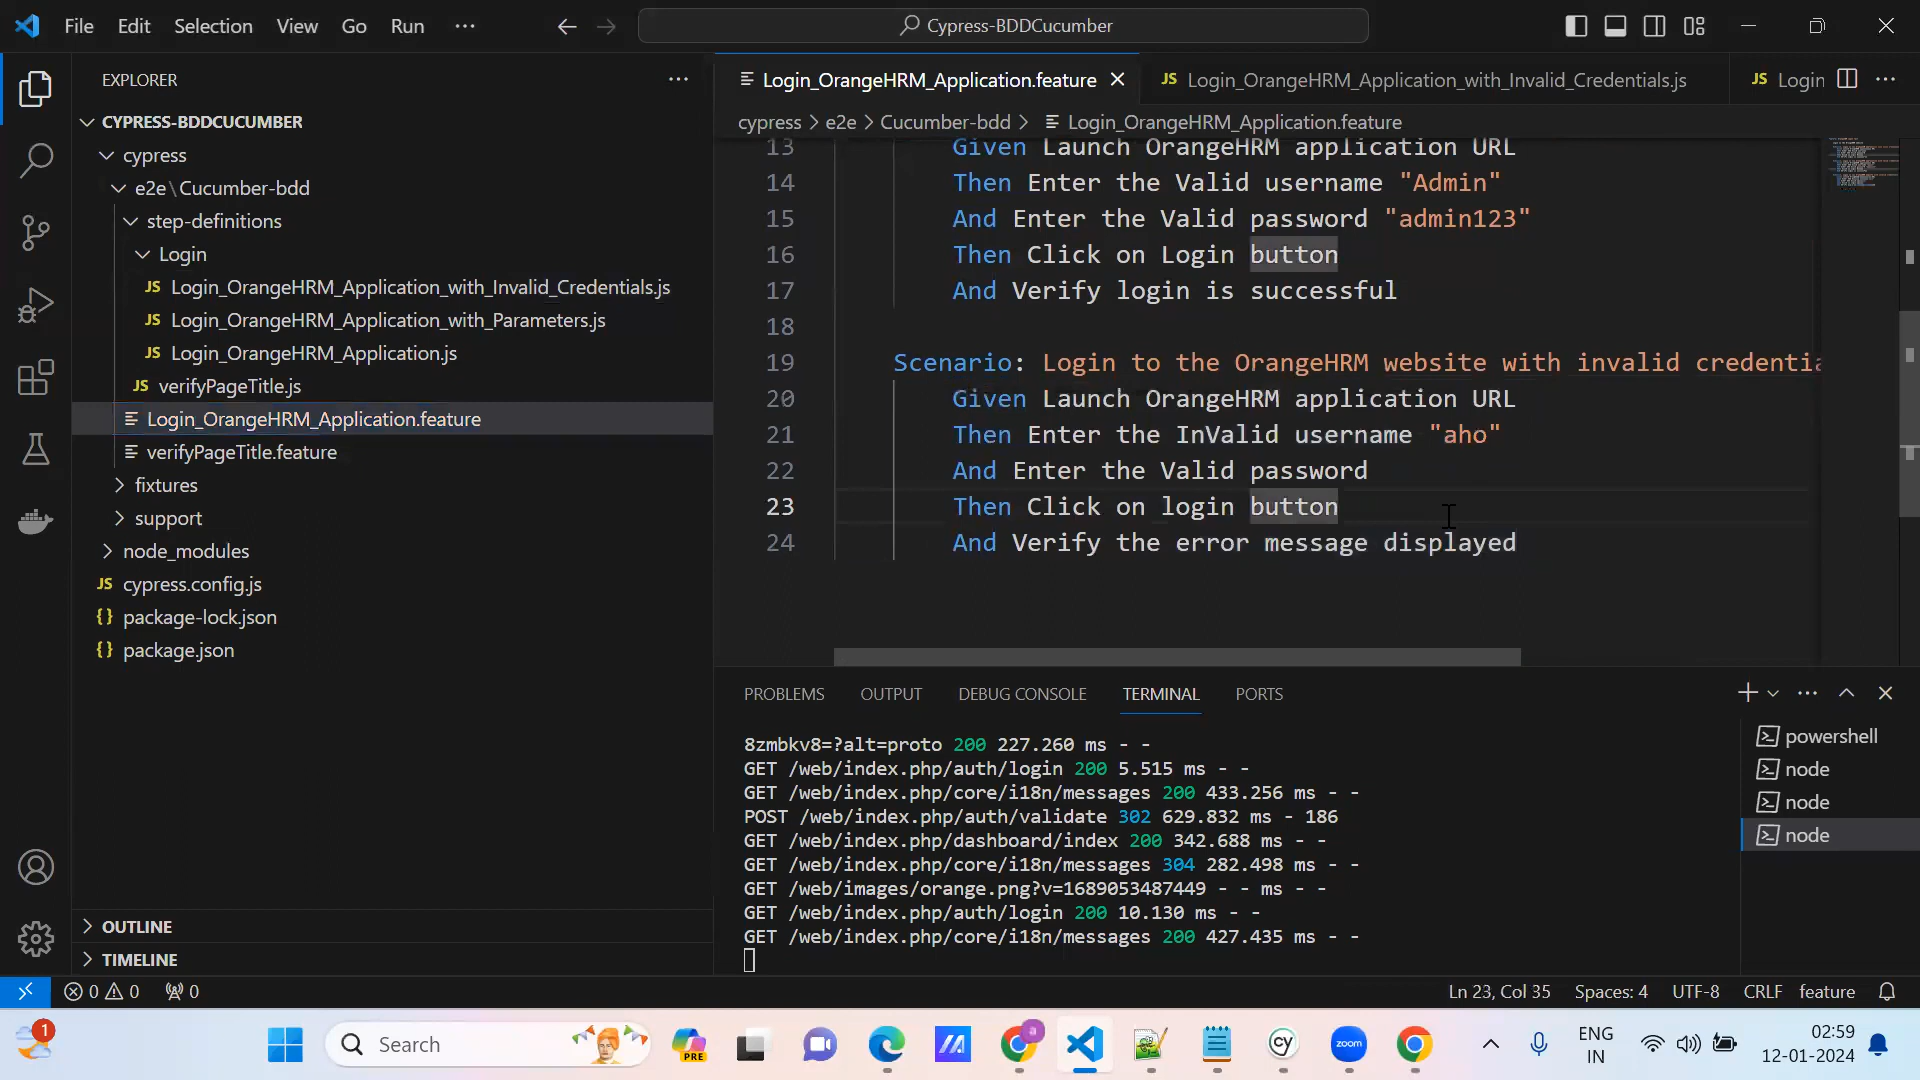 File Edit Selection View Go Run ··· Cypress-BDDCucumber
EXPLORER
CYPRESS-BDDCUCUMBER
cypress
e2e\Cucumber-bdd
step-definitions
Login
JS Login_OrangeHRM_Application_with_Invalid_Credentials.js
JS Login_OrangeHRM_Application_with_Parameters.js
JS Login_OrangeHRM_Application.js
JS verifyPageTitle.js
Login_OrangeHRM_Application.feature
verifyPageTitle.feature
fixtures
support
node_modules
JS cypress.config.js
{} package-lock.json
{} package.json
OUTLINE
TIMELINE
Login_OrangeHRM_Application.feature JS Login_OrangeHRM_Application_with_Invalid_Credentials.js JS Login
cypress > e2e > Cucumber-bdd > Login_OrangeHRM_Application.feature
13 Given Launch OrangeHRM application URL
14 Then Enter the Valid username "Admin"
15 And Enter the Valid password "admin123"
16 Then Click on Login button
17 And Verify login is successful
18
19 Scenario: Login to the OrangeHRM website with invalid credentia
20 Given Launch OrangeHRM application URL
21 Then Enter the InValid username "aho"
22 And Enter the Valid password
23 Then Click on login button
24 And Verify the error message displayed
PROBLEMS OUTPUT DEBUG CONSOLE TERMINAL PORTS
8zmbkv8=?alt=proto 200 227.260 ms - -
GET /web/index.php/auth/login 200 5.515 ms - -
GET /web/index.php/core/i18n/messages 200 433.256 ms - -
POST /web/index.php/auth/validate 302 629.832 ms - 186
GET /web/index.php/dashboard/index 200 342.688 ms - -
GET /web/index.php/core/i18n/messages 304 282.498 ms - -
GET /web/images/orange.png?v=1689053487449 - - ms - -
GET /web/index.php/auth/login 200 10.130 ms - -
GET /web/index.php/core/i18n/messages 200 427.435 ms - -
powershell
node
node
node
0 0 0 Ln 23, Col 35 Spaces: 4 UTF-8 CRLF feature
1
Search
PRE
cy
zoom
A
ENG
IN
02:59
12-01-2024